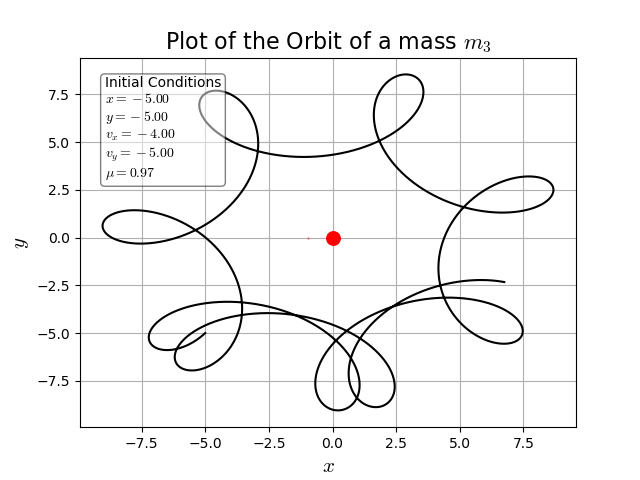 Plot of the Orbit of a mass $m_3$
Initial Conditions
$x = -5.00$
$y = -5.00$
$v_x = -4.00$
$v_y = -5.00$
$\mu = 0.97$
7.5
5.0
2.5
0.0
−2.5
−5.0
−7.5
y
−7.5 −5.0 −2.5 0.0 2.5 5.0 7.5
x